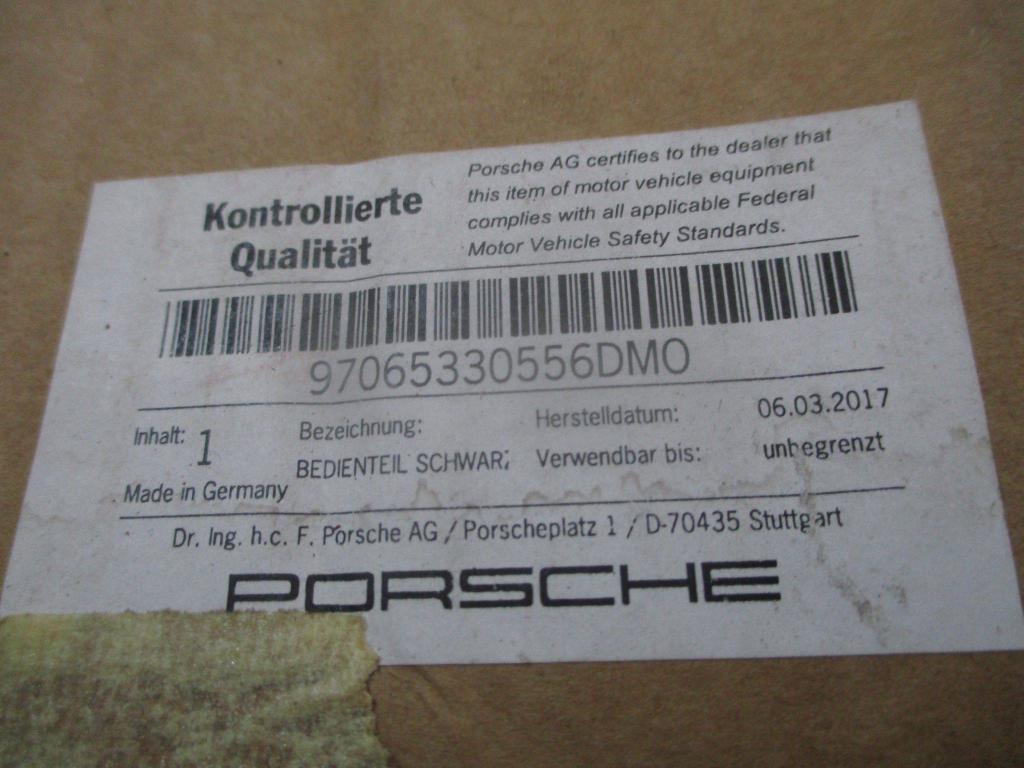 Kontrollierte
Qualität
Porsche AG certifies to the dealer that
this item of motor vehicle equipment
complies with all applicable Federal
Motor Vehicle Safety Standards.
97065330556DMO
Inhalt: 1
Bezeichnung:
BEDIENTEIL SCHWARZ
Herstelldatum: 06.03.2017
Verwendbar bis: unbegrenzt
Made in Germany
Dr. Ing. h.c. F. Porsche AG / Porscheplatz 1 / D-70435 Stuttgart
PORSCHE